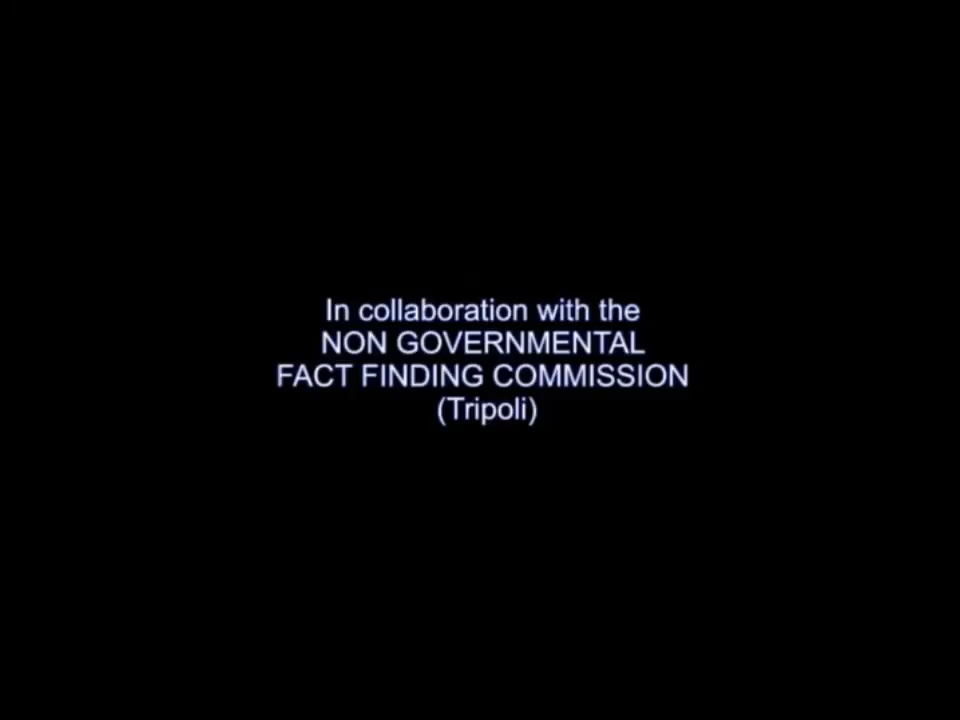 In collaboration with the
NON GOVERNMENTAL
FACT FINDING COMMISSION
(Tripoli)